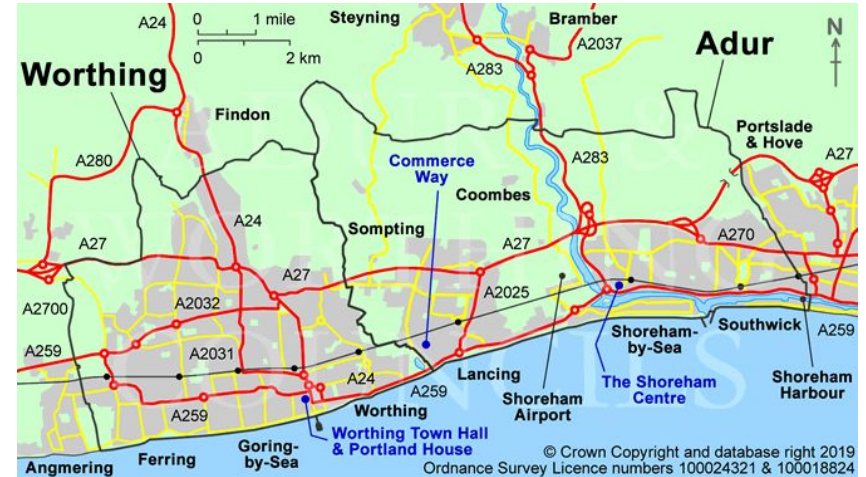 A24
0 1 mile
0 2 km
Steyning
Bramber
A2037
A283
Adur
N
Worthing
Findon
A280
Portslade
& Hove
A27
Commerce
Way
A283
Coombes
A24
Sompting
A27
A270
A27
A27
A2700
A2032
A2025
A259
A2031
Shoreham-
by-Sea
Southwick
A259
A24
A259
Lancing
A259
Worthing
Shoreham
Airport
The Shoreham
Centre
Shoreham
Harbour
Goring-
by-Sea
Worthing Town Hall
& Portland House
Ferring
Angmering
ADUR &
WORTHING
COUNCILS
© Crown Copyright and database right 2019
Ordnance Survey Licence numbers 100024321 & 100018824